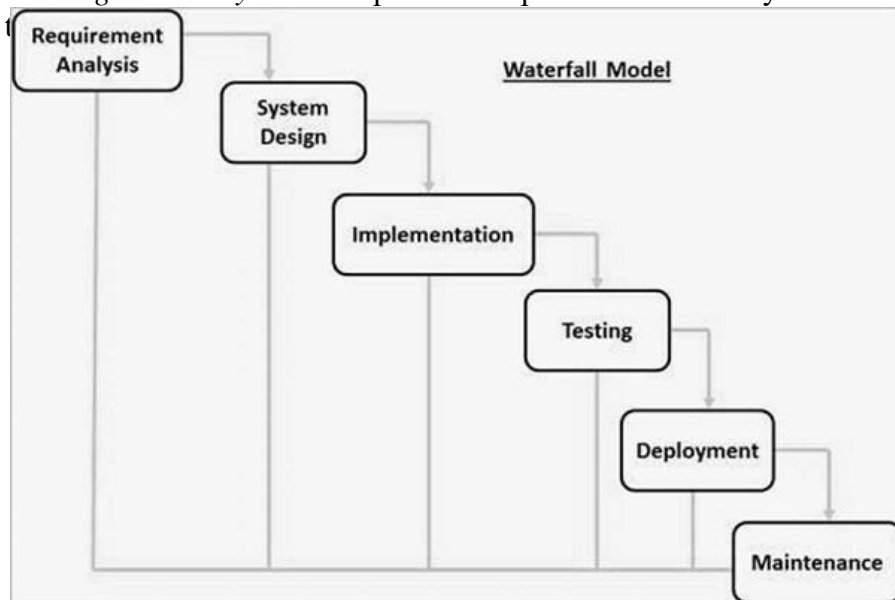 Requirement
Analysis
Waterfall Model
System
Design
Implementation
Testing
Deployment
Maintenance